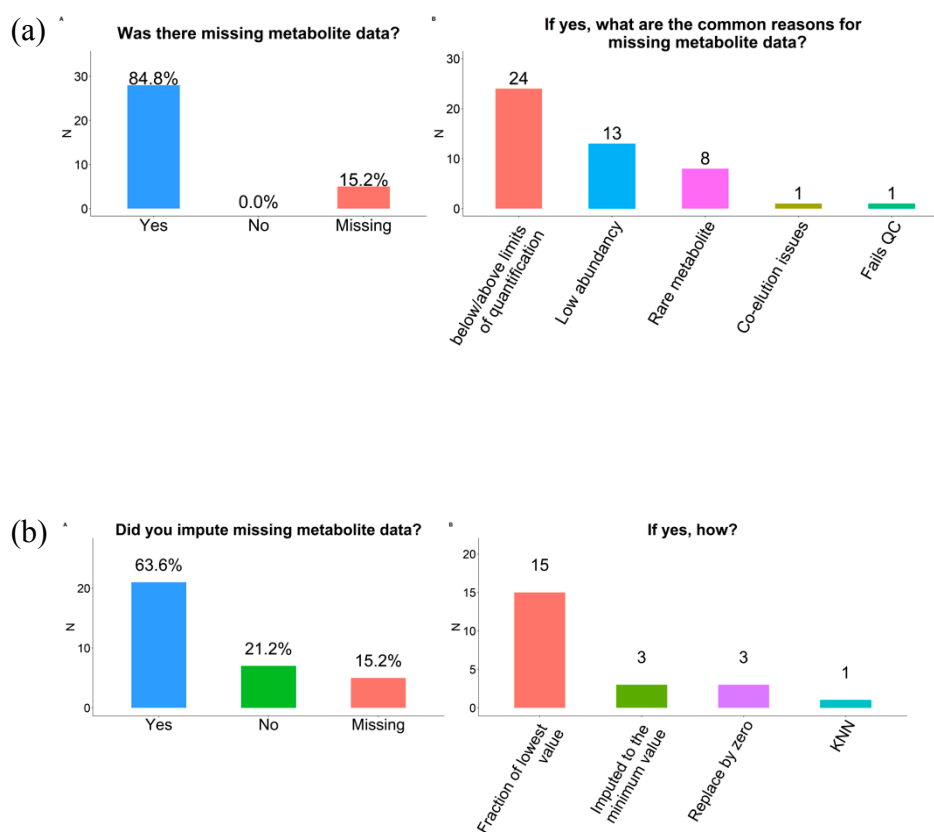 (a)
A
Was there missing metabolite data?
N
30
20
10
0
84.8%
0.0%
15.2%
Yes
No
Missing
B
If yes, what are the common reasons for
missing metabolite data?
N
30
20
10
0
24
13
8
1
1
below/above limits
of quantification
Low abundancy
Rare metabolite
Co-elution issues
Fails QC
(b)
A
Did you impute missing metabolite data?
N
20
10
0
63.6%
21.2%
15.2%
Yes
No
Missing
B
If yes, how?
N
20
15
10
5
0
15
3
3
1
Fraction of lowest
value
Imputed to the
minimum value
Replace by zero
KNN